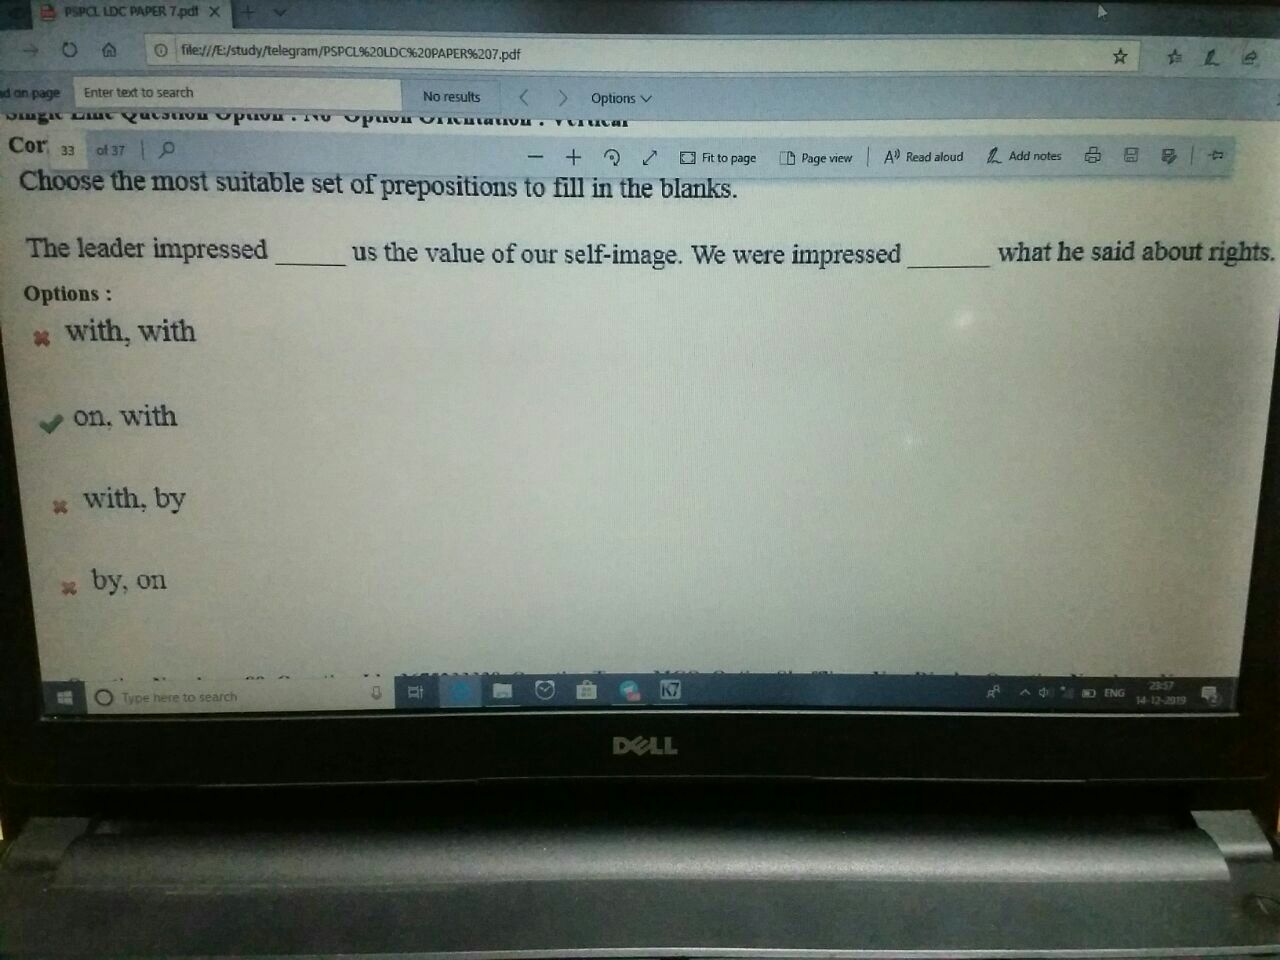 PSPCL LDC PAPER 7.pdf
file:///E:/study/telegram/PSPCL%20LDC%20PAPER%207.pdf
d on page Enter text to search No results Options
Single Line Question Option : No Option Orientation : Vertical
Cor 33 of 37 Fit to page Page view Read aloud Add notes
Choose the most suitable set of prepositions to fill in the blanks.
The leader impressed _____ us the value of our self-image. We were impressed ______ what he said about rights.
Options :
with, with
on, with
with, by
by, on
Type here to search K7 ENG 23:57
14-12-2019
DELL